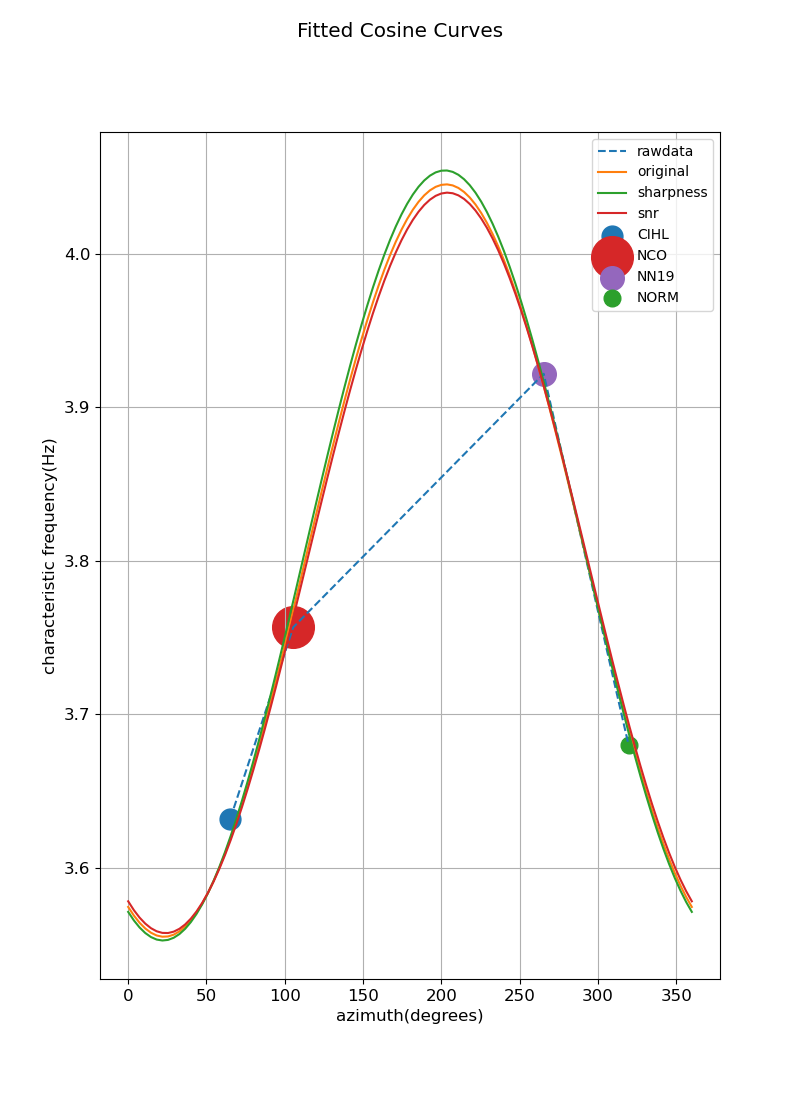 Fitted Cosine Curves
rawdata
original
sharpness
snr
CIHL
NCO
NN19
NORM
4.0
3.9
3.8
3.7
3.6
characteristic frequency(Hz)
0 50 100 150 200 250 300 350
azimuth(degrees)